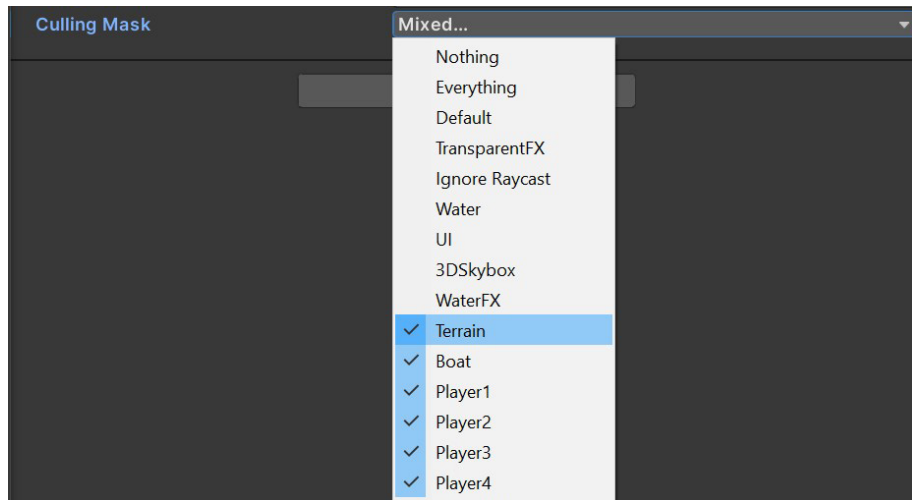 Culling Mask
Mixed...
Nothing
Everything
Default
TransparentFX
Ignore Raycast
Water
UI
3DSkybox
WaterFX
Terrain
Boat
Player1
Player2
Player3
Player4